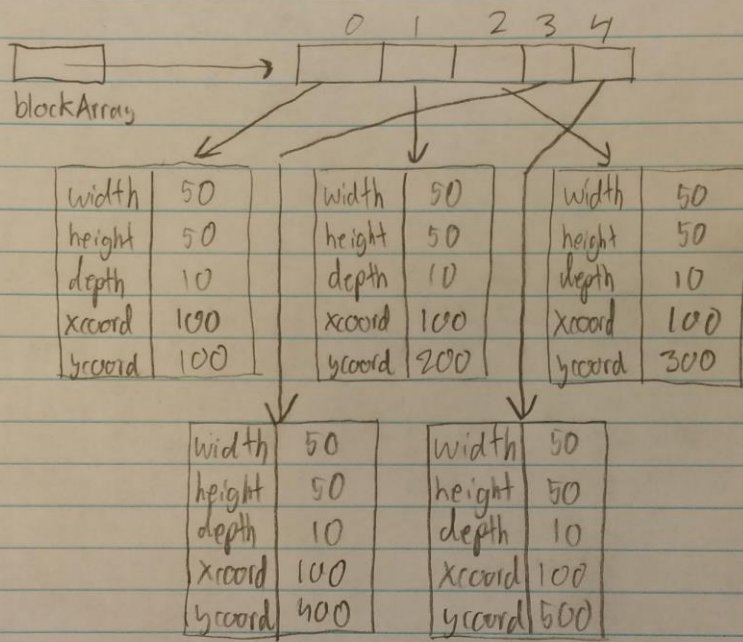 0 1 2 3 4
blockArray
width 50
height 50
depth 10
xcoord 100
ycoord 100
width 50
height 50
depth 10
xcoord 100
ycoord 200
width 50
height 50
depth 10
xcoord 100
ycoord 300
width 50
height 50
depth 10
xcoord 100
ycoord 400
width 50
height 50
depth 10
xcoord 100
ycoord 500